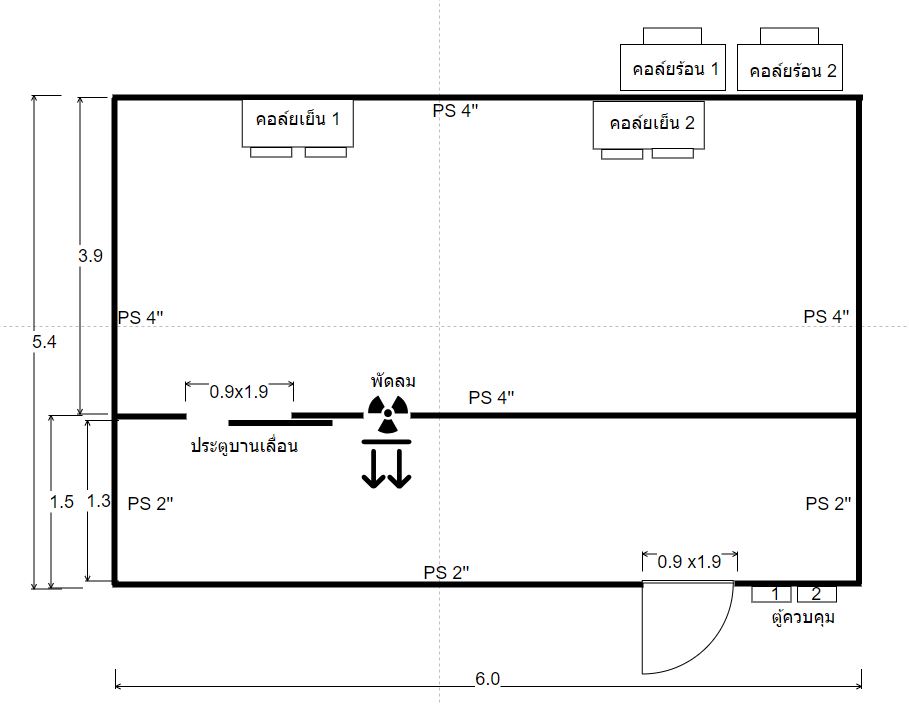 คอล์ยร้อน 1
คอล์ยร้อน 2
คอล์ยเย็น 1
PS 4"
คอล์ยเย็น 2
3.9
PS 4"
PS 4"
5.4
พัดลม
0.9x1.9
PS 4"
ประตูบานเลื่อน
1.5
1.3
PS 2"
PS 2"
0.9 x1.9
PS 2"
1
2
ตู้ควบคุม
6.0